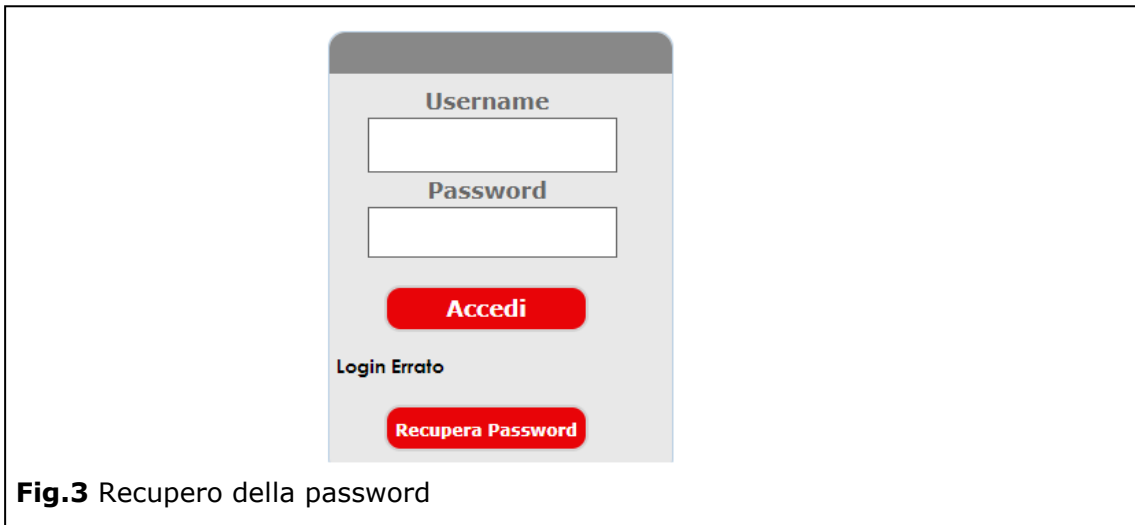 Username
Password
Accedi
Login Errato
Recupera Password
Fig.3 Recupero della password